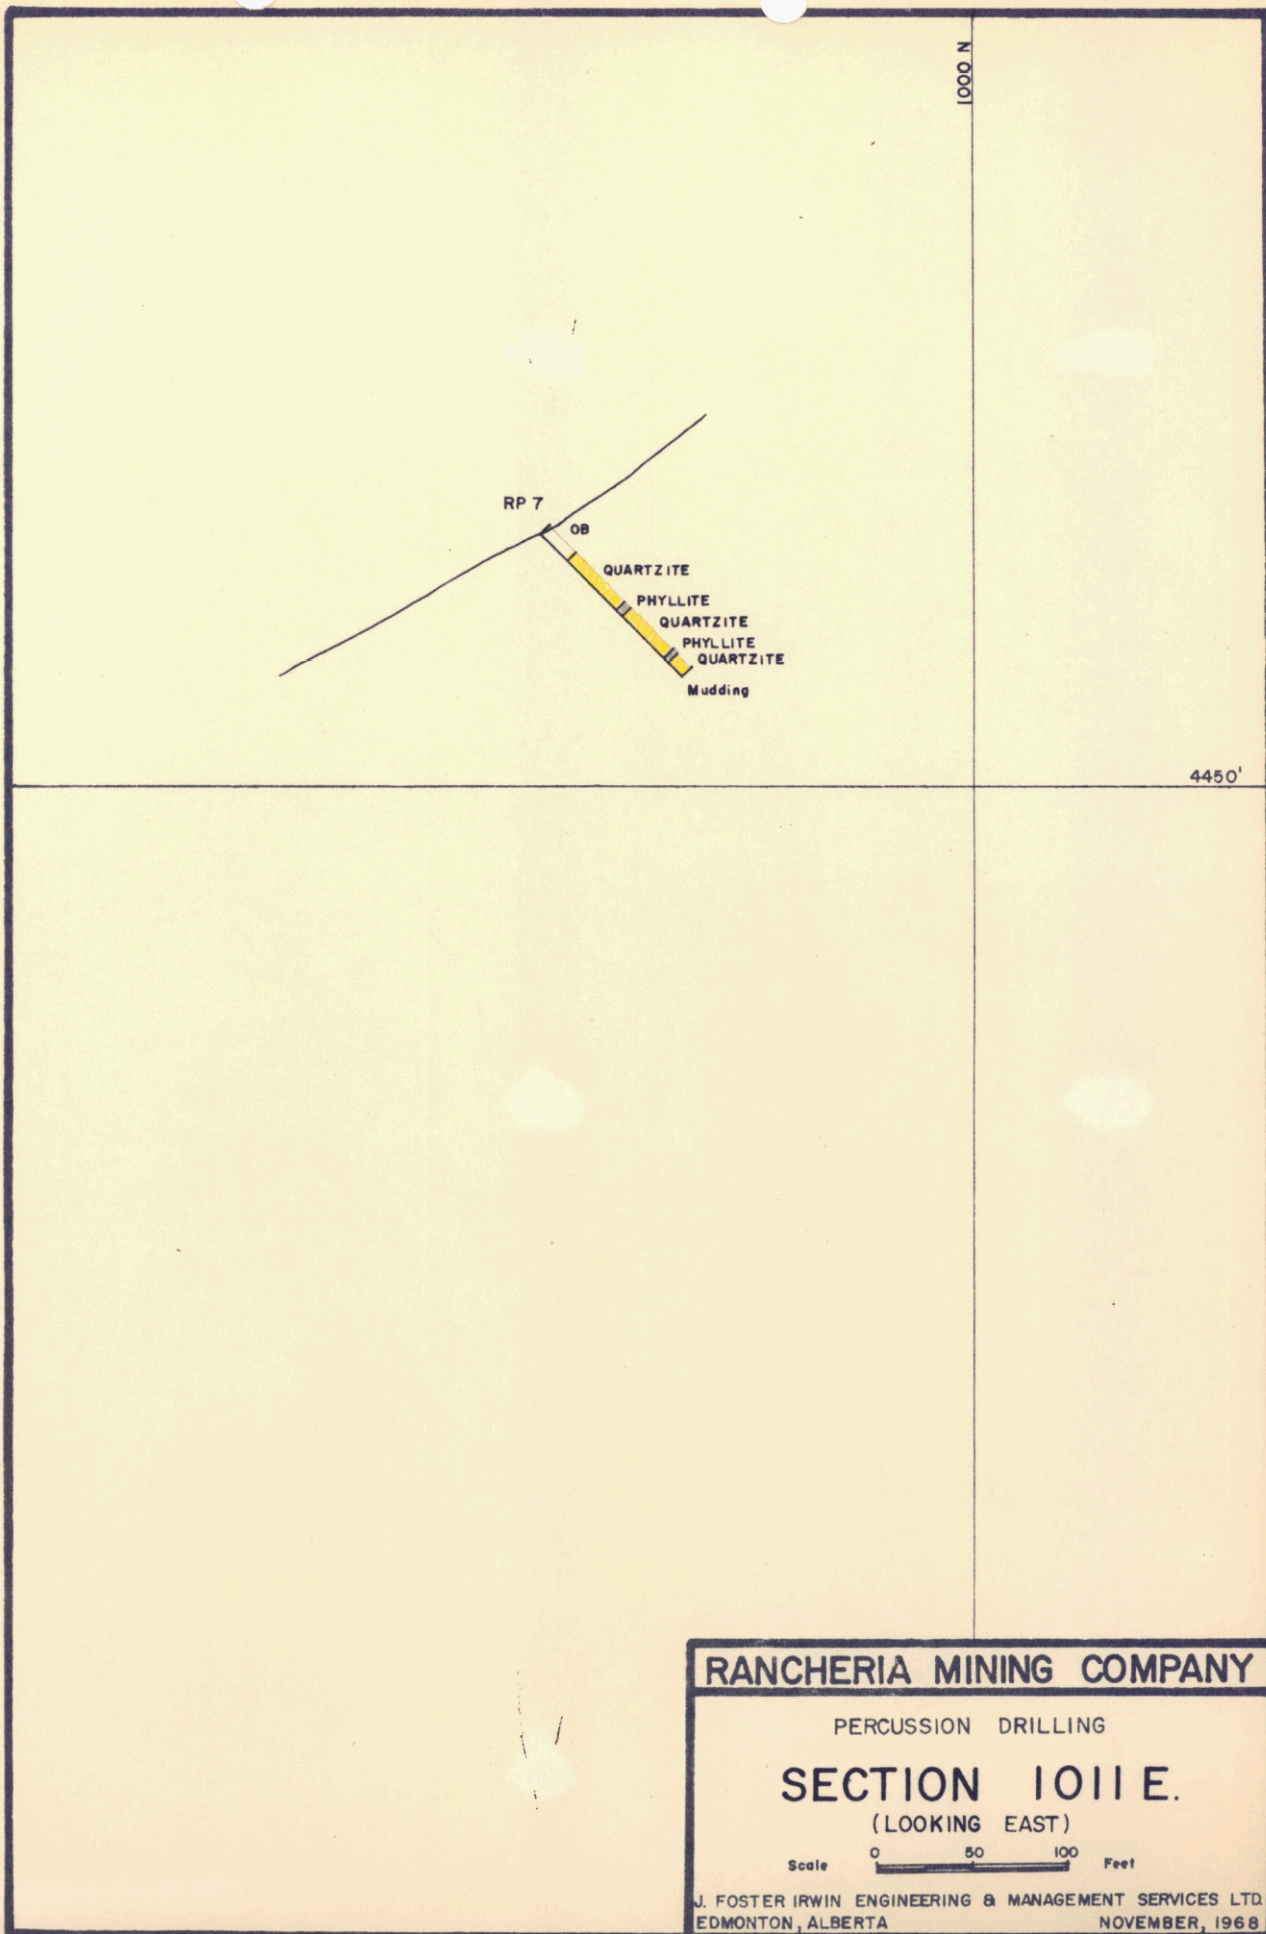 1000 N
RP 7
OB
QUARTZITE
PHYLLITE
QUARTZITE
PHYLLITE
QUARTZITE
Mudding
4450'
RANCHERIA MINING COMPANY
PERCUSSION DRILLING
SECTION 1011 E.
(LOOKING EAST)
Scale 0 50 100 Feet
J. FOSTER IRWIN ENGINEERING & MANAGEMENT SERVICES LTD.
EDMONTON, ALBERTA NOVEMBER, 1968